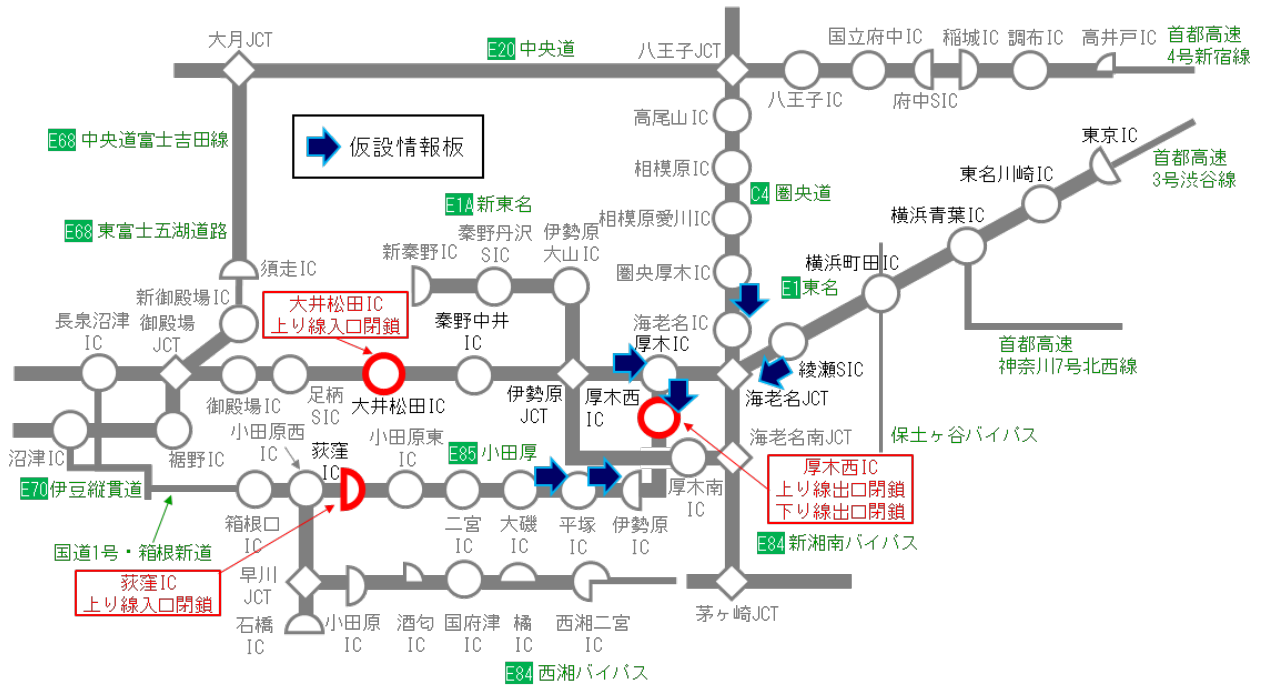 大月JCT
E20 中央道
八王子JCT
国立府中IC
稲城IC
調布IC
高井戸IC
首都高速
4号新宿線
八王子IC
府中SIC
高尾山IC
E68 中央道富士吉田線
仮設情報板
東京IC
首都高速
3号渋谷線
相模原IC
東名川崎IC
C4 圏央道
E1A 新東名
横浜青葉IC
E68 東富士五湖道路
相模原愛川IC
秦野丹沢
SIC
伊勢原
大山IC
新秦野IC
須走IC
圏央厚木IC
横浜町田IC
E1 東名
新御殿場IC
大井松田IC
上り線入口閉鎖
長泉沼津
IC
御殿場
JCT
秦野中井
IC
海老名IC
厚木IC
首都高速
神奈川7号北西線
綾瀬SIC
御殿場IC
足柄
SIC
大井松田IC
伊勢原
JCT
厚木西
IC
海老名JCT
小田原西
IC
荻窪
IC
小田原東
IC
E85 小田厚
海老名南JCT
保土ヶ谷バイパス
沼津IC
裾野IC
厚木西IC
上り線出口閉鎖
下り線出口閉鎖
E70 伊豆縦貫道
厚木南
IC
箱根口
IC
二宮
IC
大磯
IC
平塚
IC
伊勢原
IC
国道1号・箱根新道
E84 新湘南バイパス
荻窪IC
上り線入口閉鎖
早川
JCT
石橋
IC
小田原
IC
酒匂
IC
国府津
IC
橘
IC
西湘二宮
IC
茅ヶ崎JCT
E84 西湘バイパス